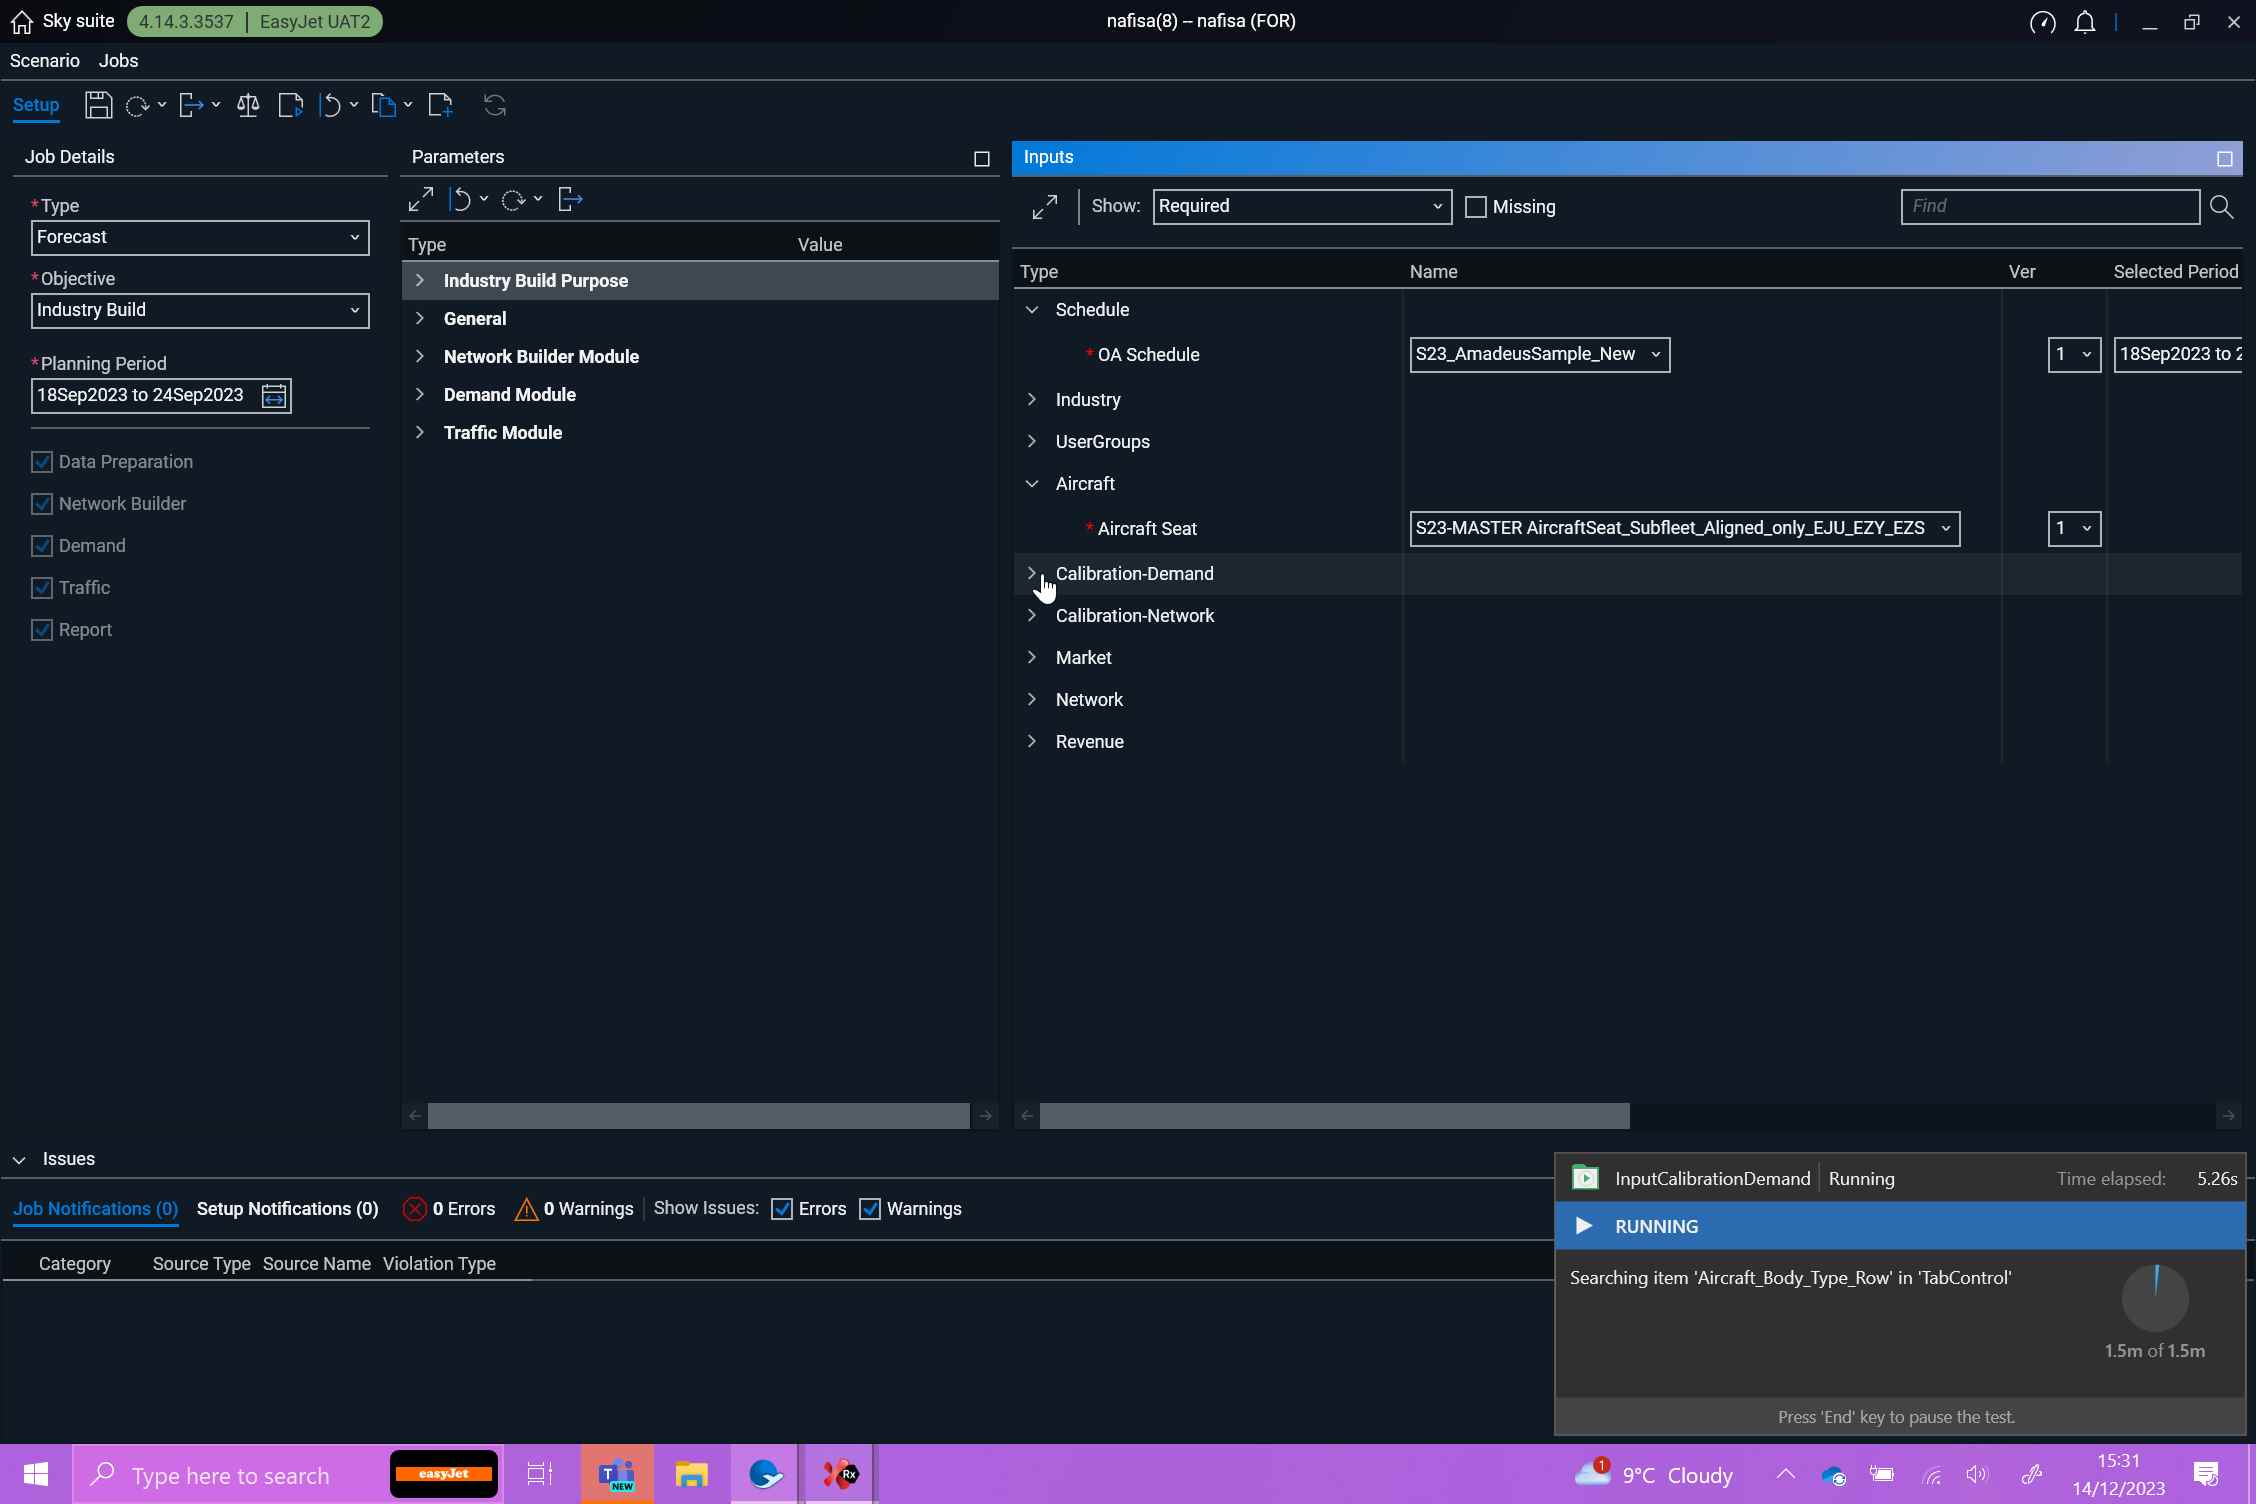 Sky suite 4.14.3.3537 | EasyJet UAT2
nafisa(8) – nafisa (FOR)
Scenario Jobs
Setup
Job Details
*Type
Forecast
*Objective
Industry Build
*Planning Period
18Sep2023 to 24Sep2023
Data Preparation
Network Builder
Demand
Traffic
Report
Parameters
Type Value
Industry Build Purpose
General
Network Builder Module
Demand Module
Traffic Module
Inputs
Show: Required Missing Find
Type Name Ver Selected Period
Schedule
* OA Schedule S23_AmadeusSample_New 1 18Sep2023 to 2
Industry
UserGroups
Aircraft
* Aircraft Seat S23-MASTER AircraftSeat_Subfleet_Aligned_only_EJU_EZY_EZS 1
Calibration-Demand
Calibration-Network
Market
Network
Revenue
Issues
Job Notifications (0) Setup Notifications (0) 0 Errors 0 Warnings Show Issues: Errors Warnings
Category Source Type Source Name Violation Type
InputCalibrationDemand Running Time elapsed: 5.26s
RUNNING
Searching item 'Aircraft_Body_Type_Row' in 'TabControl'
1.5m of 1.5m
Press 'End' key to pause the test.
Type here to search easyJet T NEW Rx 1 9°C Cloudy 15:31
14/12/2023